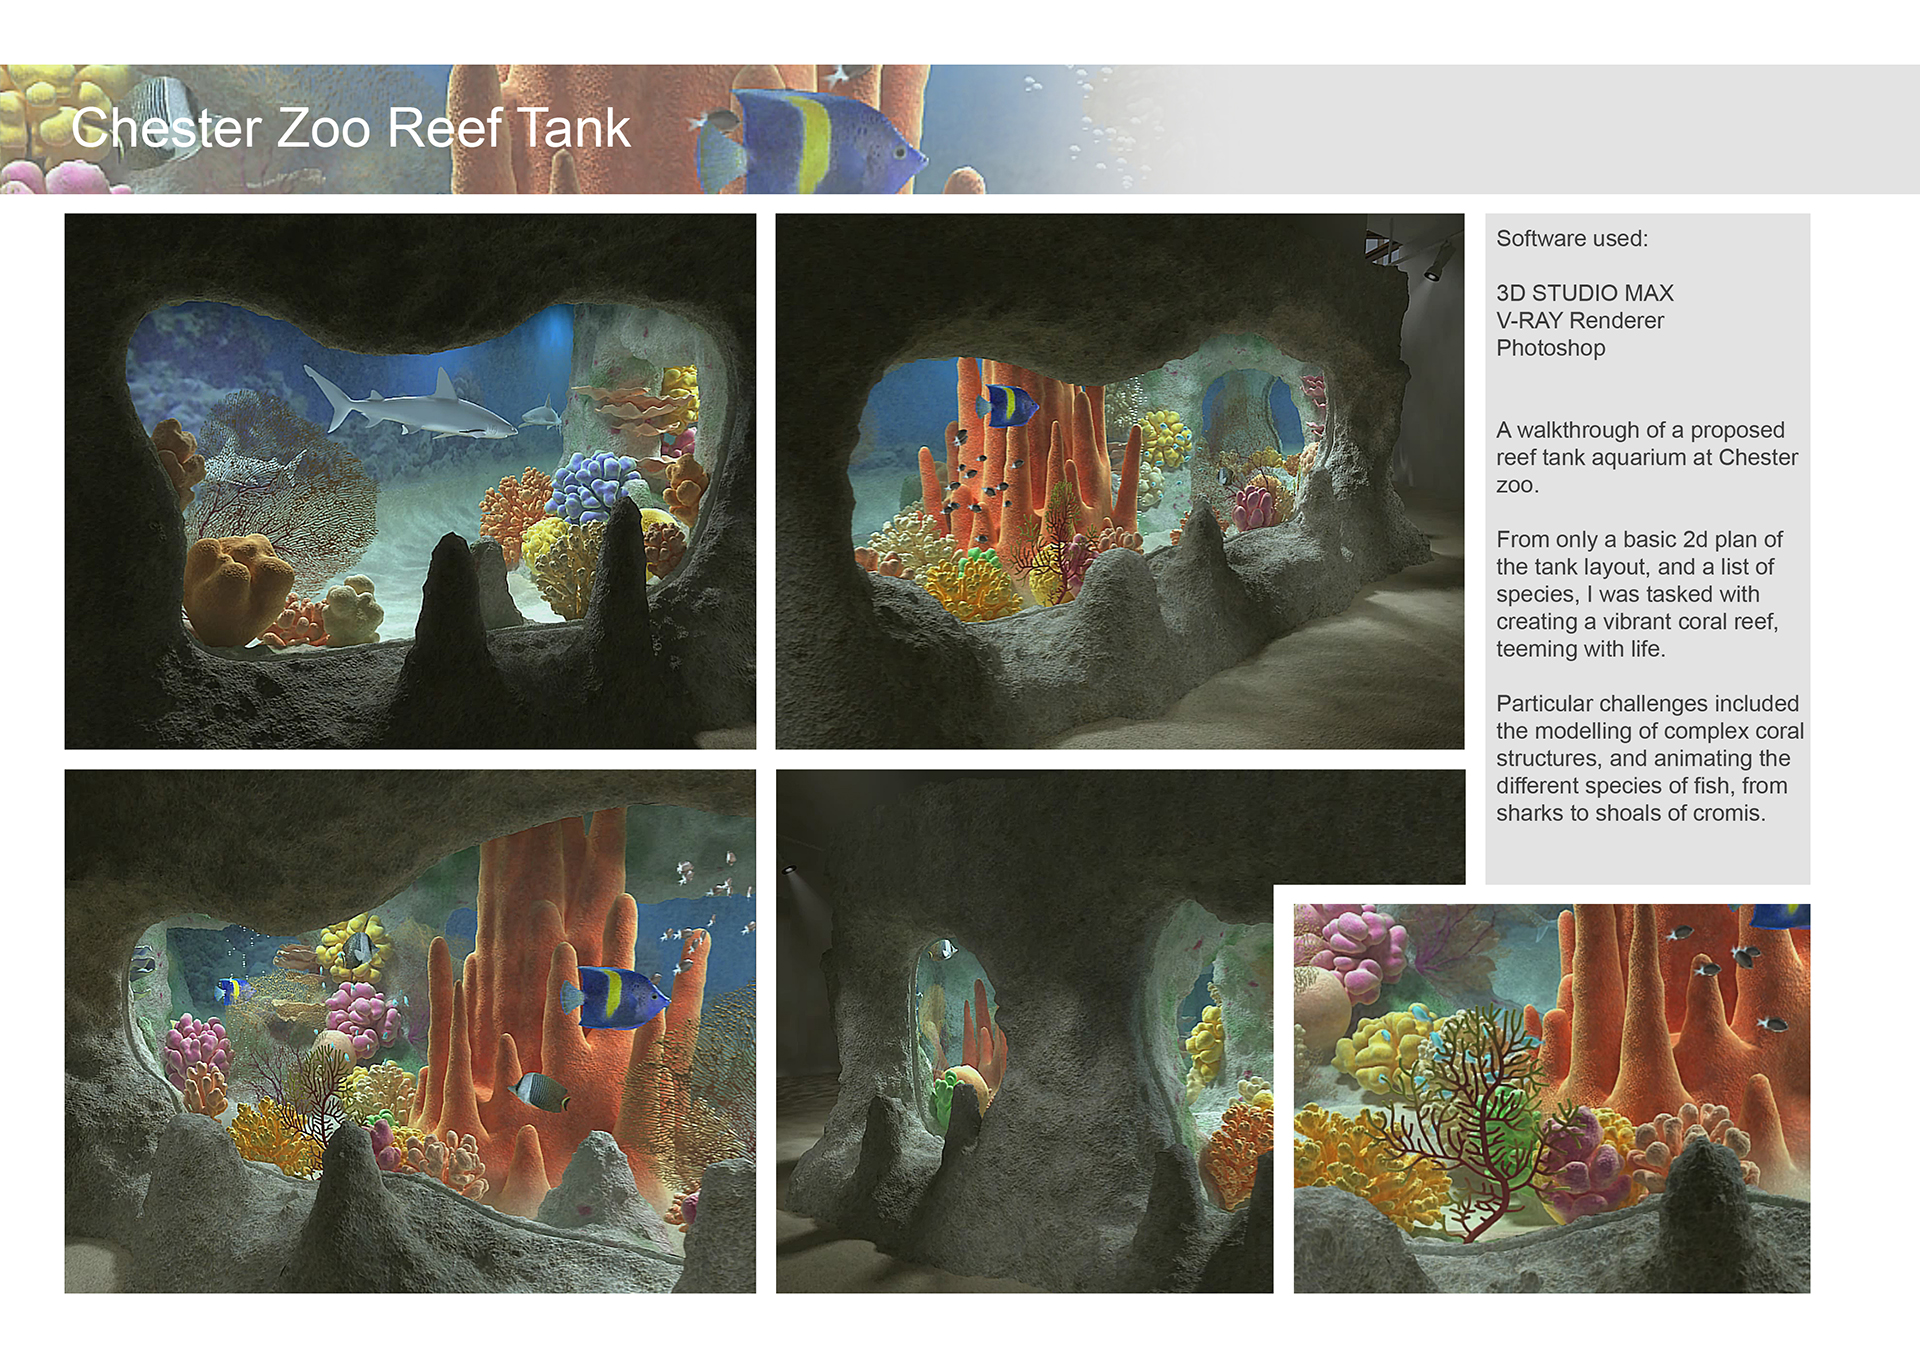 Chester Zoo Reef Tank
Software used:
3D STUDIO MAX
V-RAY Renderer
Photoshop
A walkthrough of a proposed
reef tank aquarium at Chester
zoo.
From only a basic 2d plan of
the tank layout, and a list of
species, I was tasked with
creating a vibrant coral reef,
teeming with life.
Particular challenges included
the modelling of complex coral
structures, and animating the
different species of fish, from
sharks to shoals of cromis.